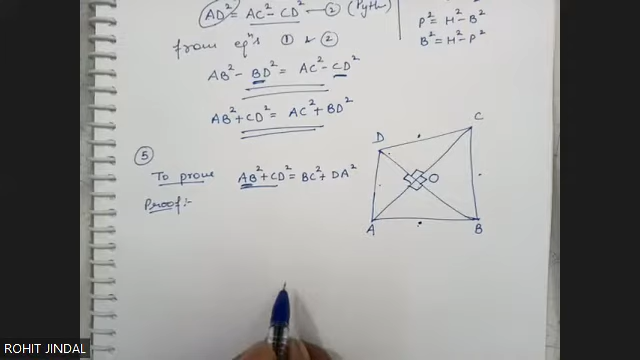 AD² = AC² - CD² — ② (Pyth.)
P² = H² - B²
B² = H² - P²
from eqⁿs ① & ②
AB² - BD² = AC² - CD²
AB² + CD² = AC² + BD²
⑤
To prove AB² + CD² = BC² + DA²
Proof :-
D
C
O
A
B
ROHIT JINDAL